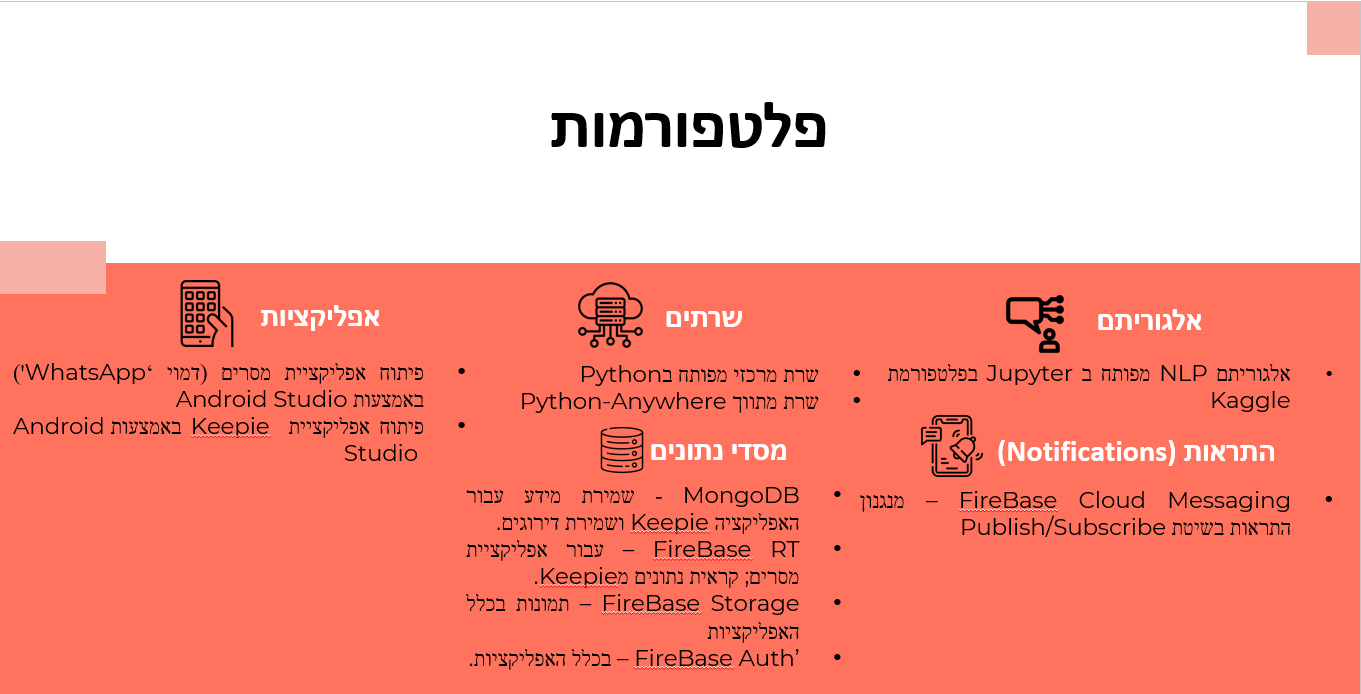 פלטפורמות
אלגוריתם
• אלגוריתם NLP מפותח ב Jupyter בפלטפורמת
Kaggle
התראות (Notifications)
• FireBase Cloud Messaging – מנגנון
התראות בשיטת Publish/Subscribe
שרתים
• שרת מרכזי מפותח בPython
• שרת מתווך Python-Anywhere
מסדי נתונים
• MongoDB - שמירת מידע עבור
האפליקציה Keepie ושמירת דירוגים.
• FireBase RT – עבור אפליקציית
מסרים; קראית נתונים מKeepie.
• FireBase Storage – תמונות בכלל
האפליקציות
• FireBase Auth’ – בכלל האפליקציות.
אפליקציות
• פיתוח אפליקציית מסרים (דמוי ‘WhatsApp')
באמצעות Android Studio
• פיתוח אפליקציית Keepie באמצעות Android
Studio